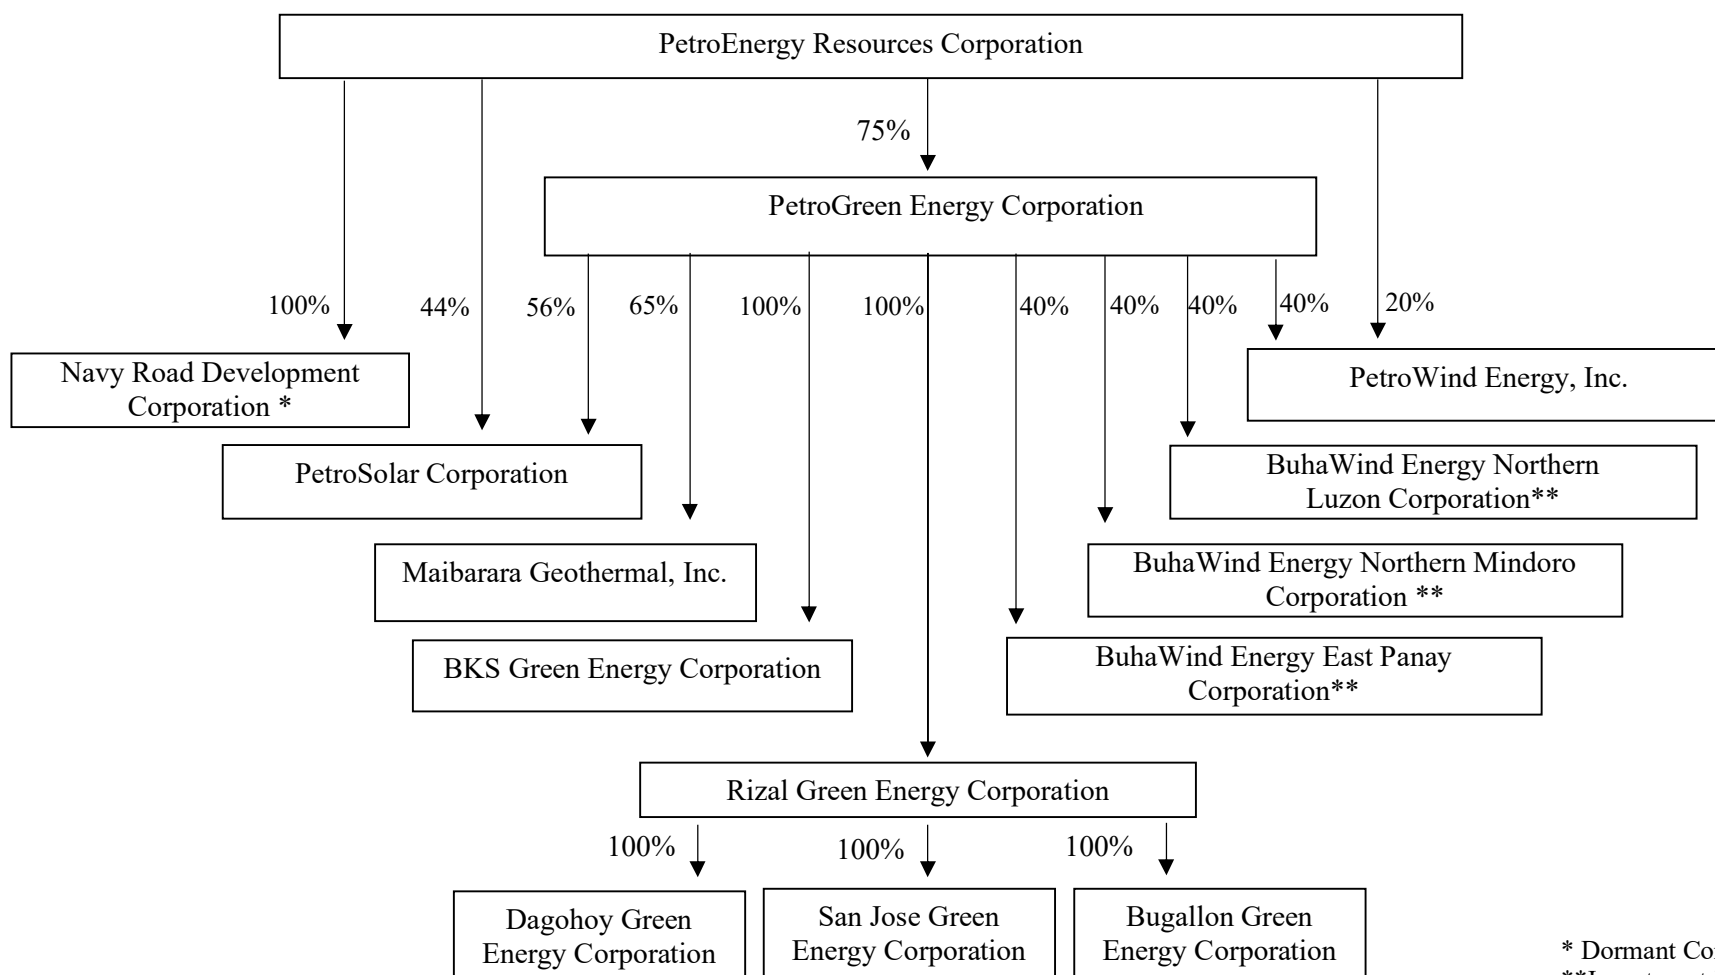 PetroEnergy Resources Corporation
75%
PetroGreen Energy Corporation
100%
44%
56%
65%
100%
100%
40%
40%
40%
40%
20%
Navy Road Development
Corporation *
PetroWind Energy, Inc.
PetroSolar Corporation
BuhaWind Energy Northern
Luzon Corporation**
Maibarara Geothermal, Inc.
BuhaWind Energy Northern Mindoro
Corporation **
BKS Green Energy Corporation
BuhaWind Energy East Panay
Corporation**
Rizal Green Energy Corporation
100%
100%
100%
Dagohoy Green
Energy Corporation
San Jose Green
Energy Corporation
Bugallon Green
Energy Corporation
* Dormant